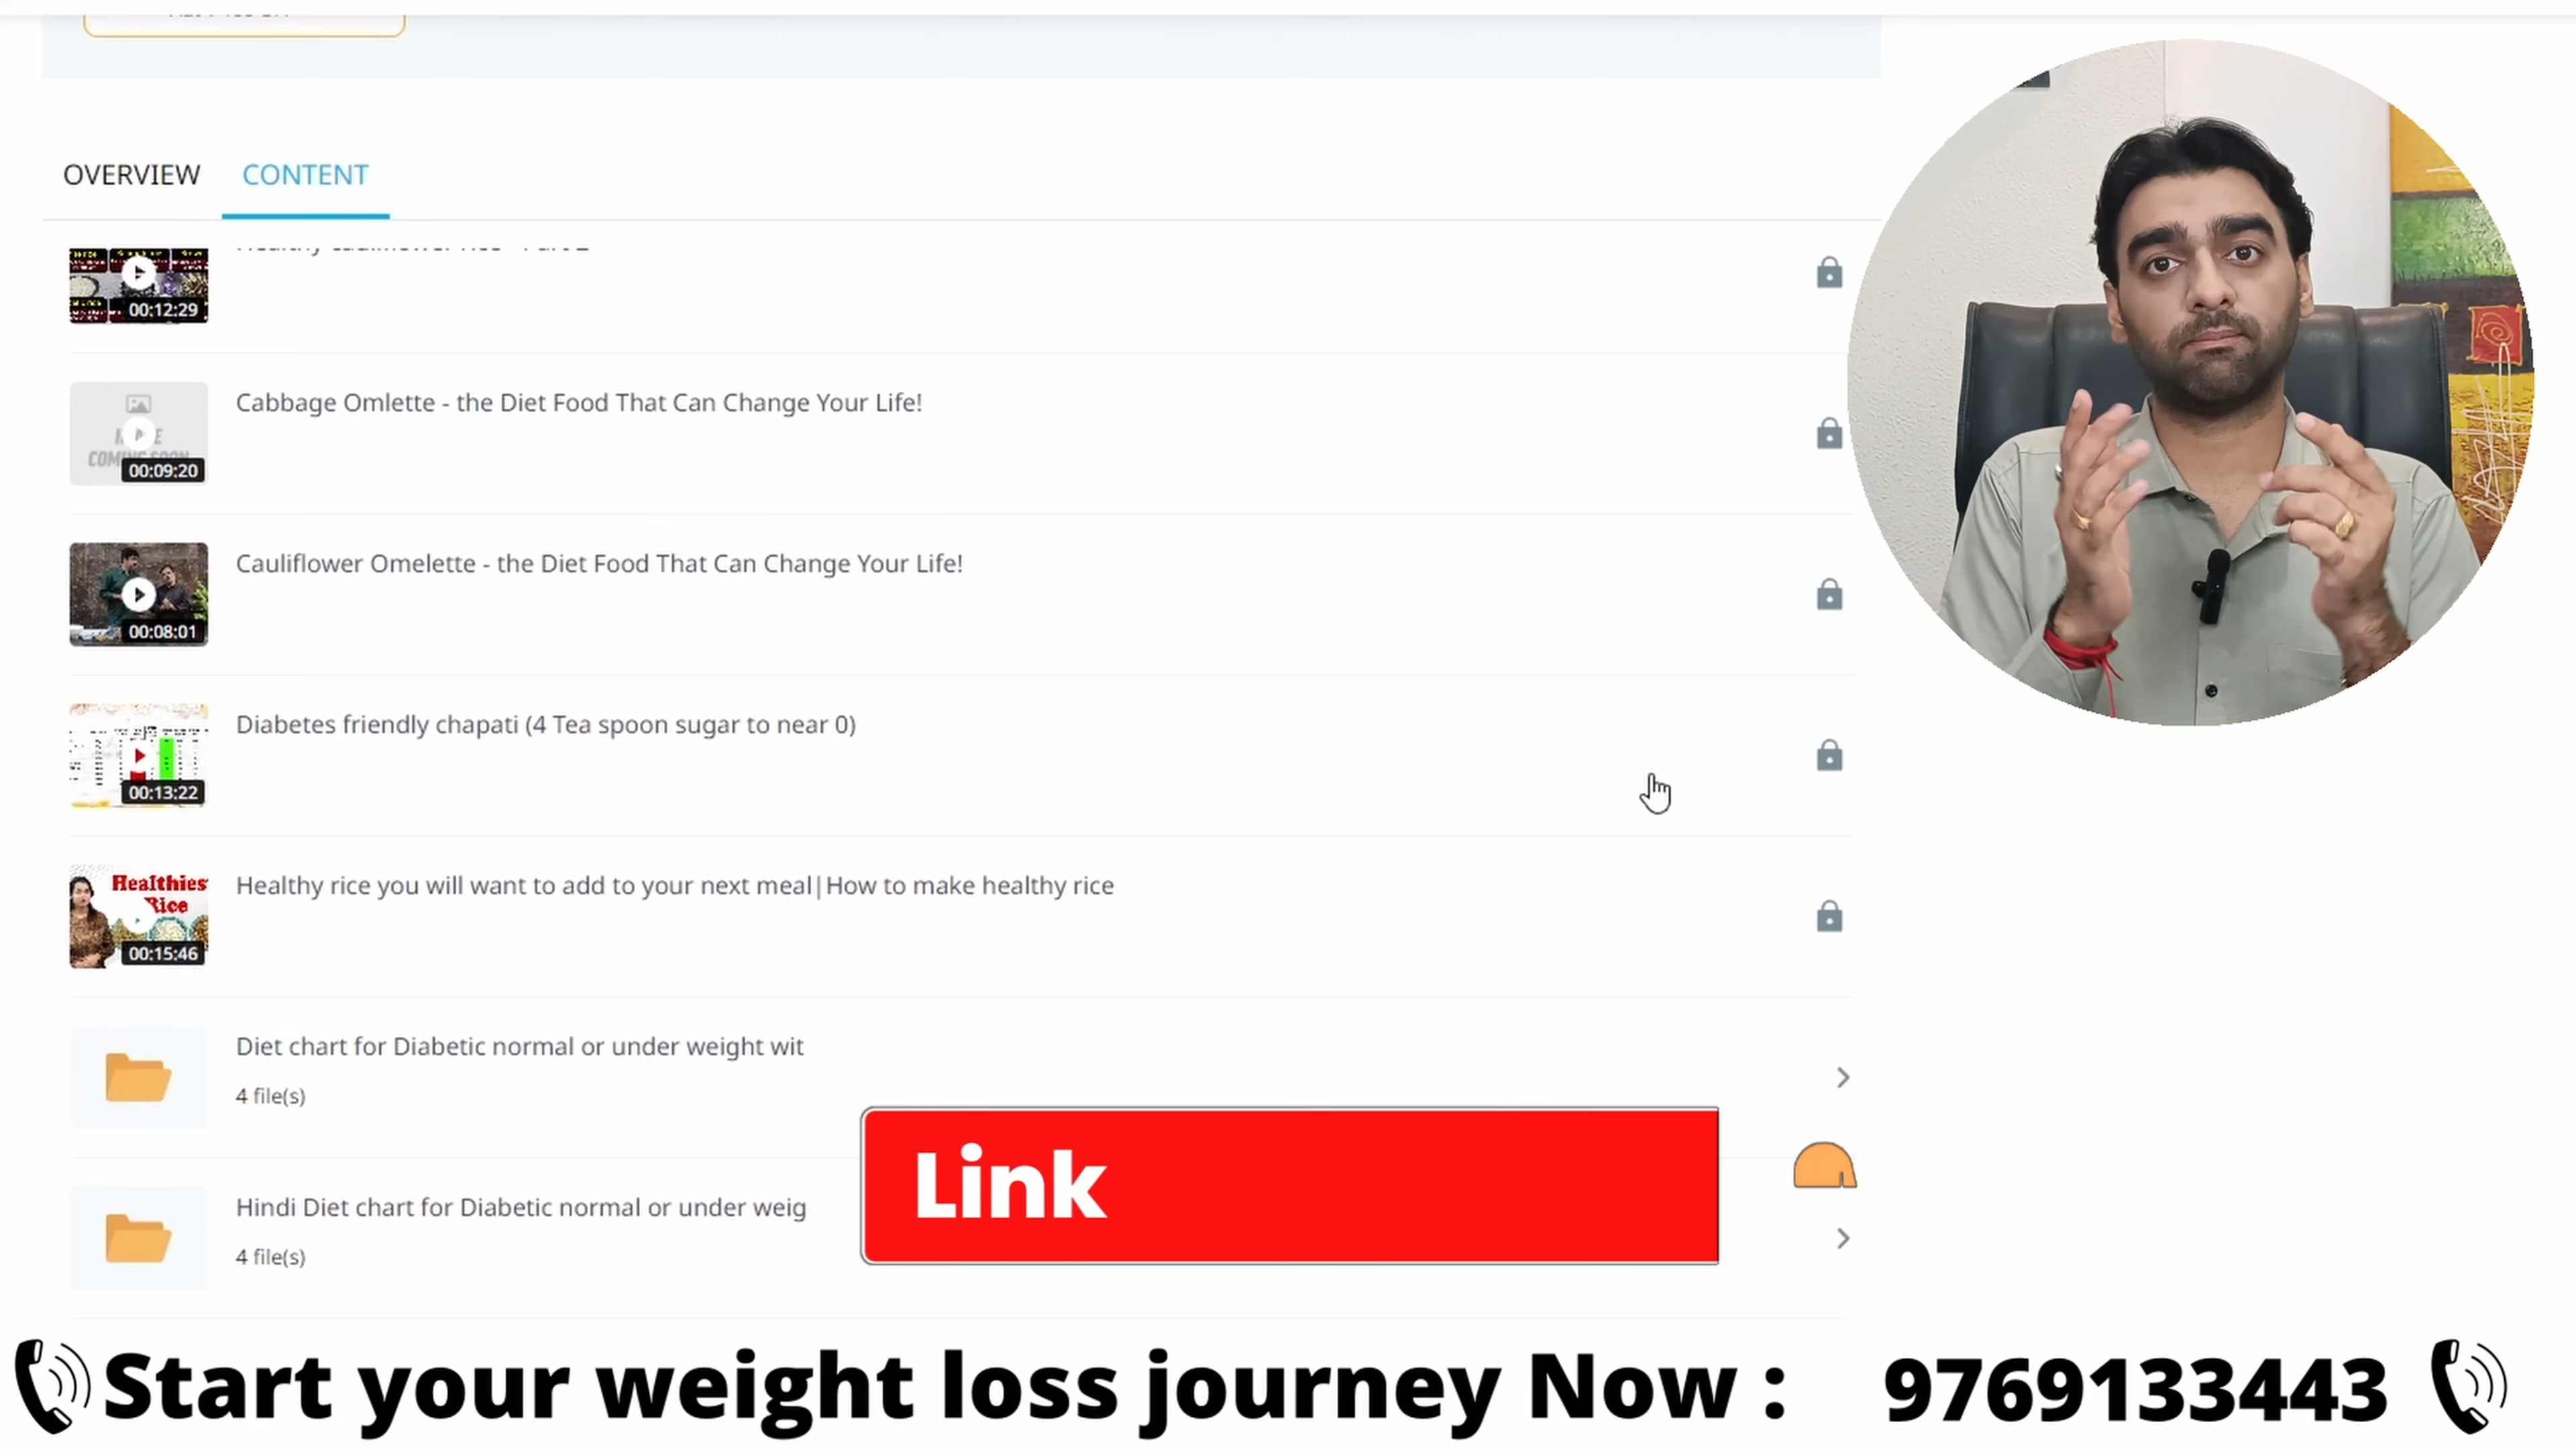 OVERVIEW CONTENT
00:12:29
Cabbage Omlette - the Diet Food That Can Change Your Life!
00:09:20
Cauliflower Omelette - the Diet Food That Can Change Your Life!
00:08:01
Diabetes friendly chapati (4 Tea spoon sugar to near 0)
00:13:22
Healthy rice you will want to add to your next meal|How to make healthy rice
Healthies
Rice
00:15:46
Diet chart for Diabetic normal or under weight wit
4 file(s)
Hindi Diet chart for Diabetic normal or under weig
4 file(s)
Link
Start your weight loss journey Now : 9769133443